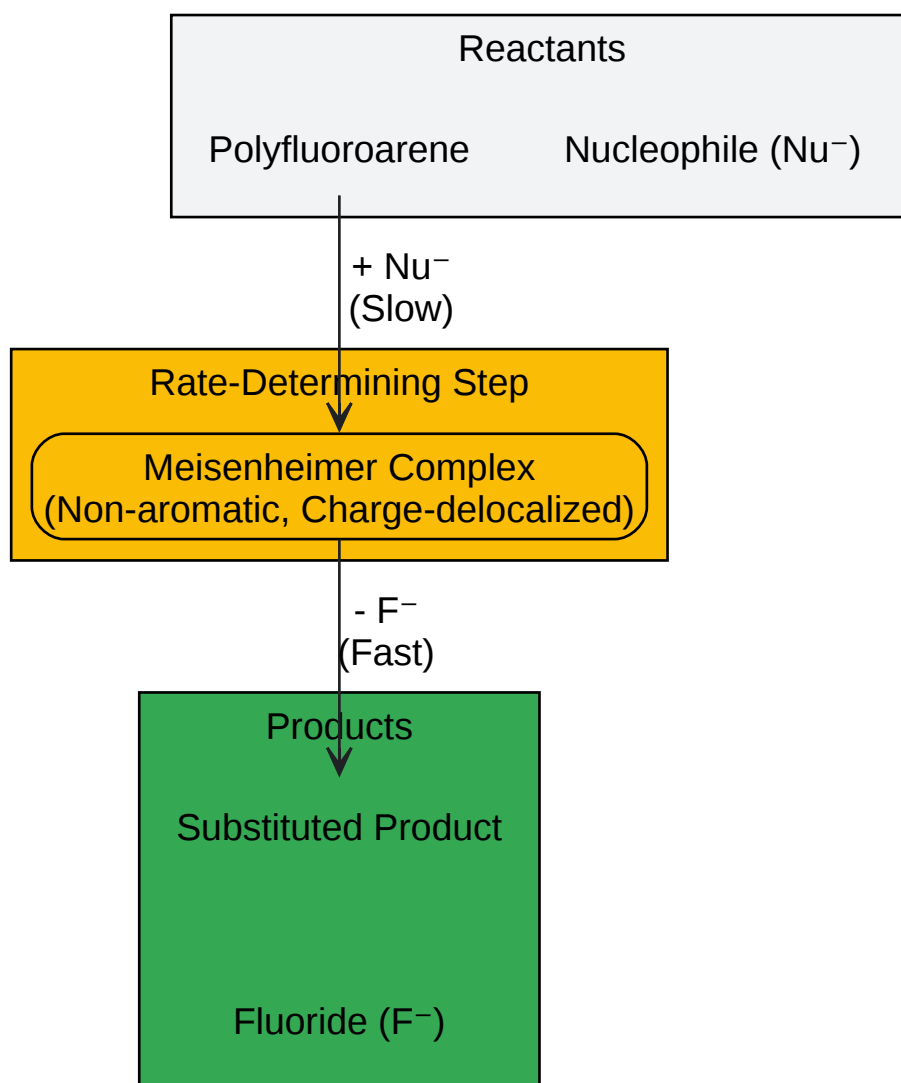 Reactants
Polyfluoroarene
Nucleophile (Nu⁻)
+ Nu⁻
(Slow)
Rate-Determining Step
Meisenheimer Complex
(Non-aromatic, Charge-delocalized)
- F⁻
(Fast)
Products
Substituted Product
Fluoride (F⁻)